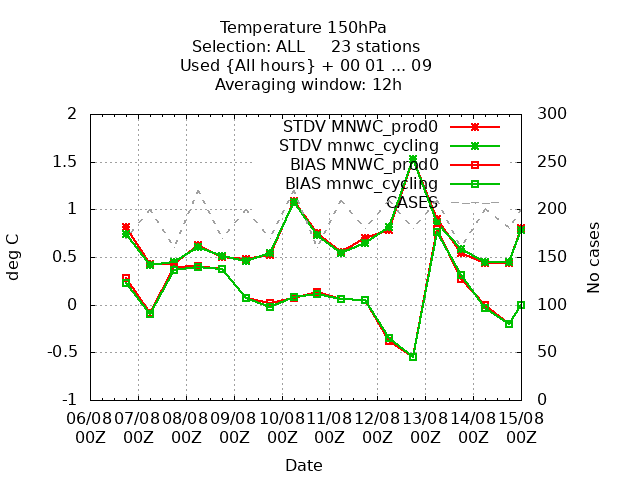 Temperature 150hPa
Selection: ALL 23 stations
Used {All hours} + 00 01 ... 09
Averaging window: 12h
STDV MNWC_prod0
STDV mnwc_cycling
BIAS MNWC_prod0
BIAS mnwc_cycling
CASES
deg C
2
1.5
1
0.5
0
-0.5
-1
300
250
200
150
100
50
0
No cases
06/08 07/08 08/08 09/08 10/08 11/08 12/08 13/08 14/08 15/08
00Z 00Z 00Z 00Z 00Z 00Z 00Z 00Z 00Z 00Z
Date